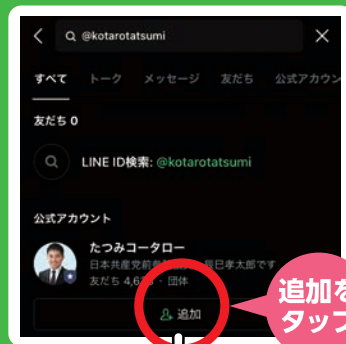 @kotarotatsumi
すべて トーク メッセージ 友だち 公式アカウン
友だち 0
LINE ID検索: @kotarotatsumi
公式アカウント
たつみコータロー
日本共産党前 辰巳孝太郎です
友だち 4,6 ・団体
追加
追加を
タップ